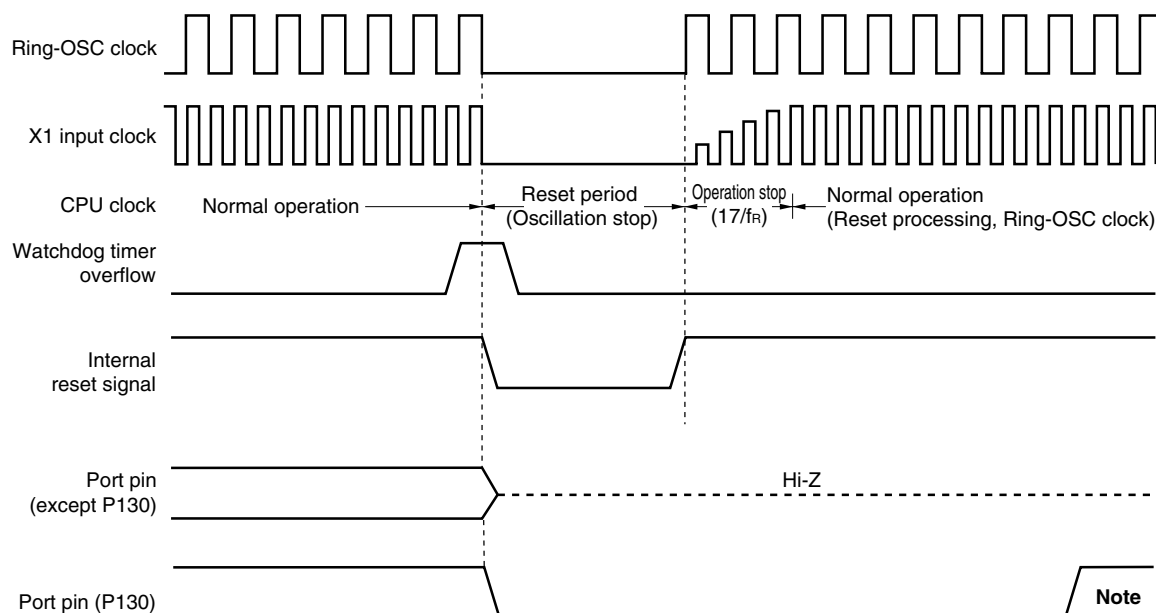 Ring-OSC clock
X1 input clock
CPU clock
Normal operation
Reset period
(Oscillation stop)
Operation stop
(17/fR)
Normal operation
(Reset processing, Ring-OSC clock)
Watchdog timer
overflow
Internal
reset signal
Port pin
(except P130)
Hi-Z
Port pin (P130)
Note